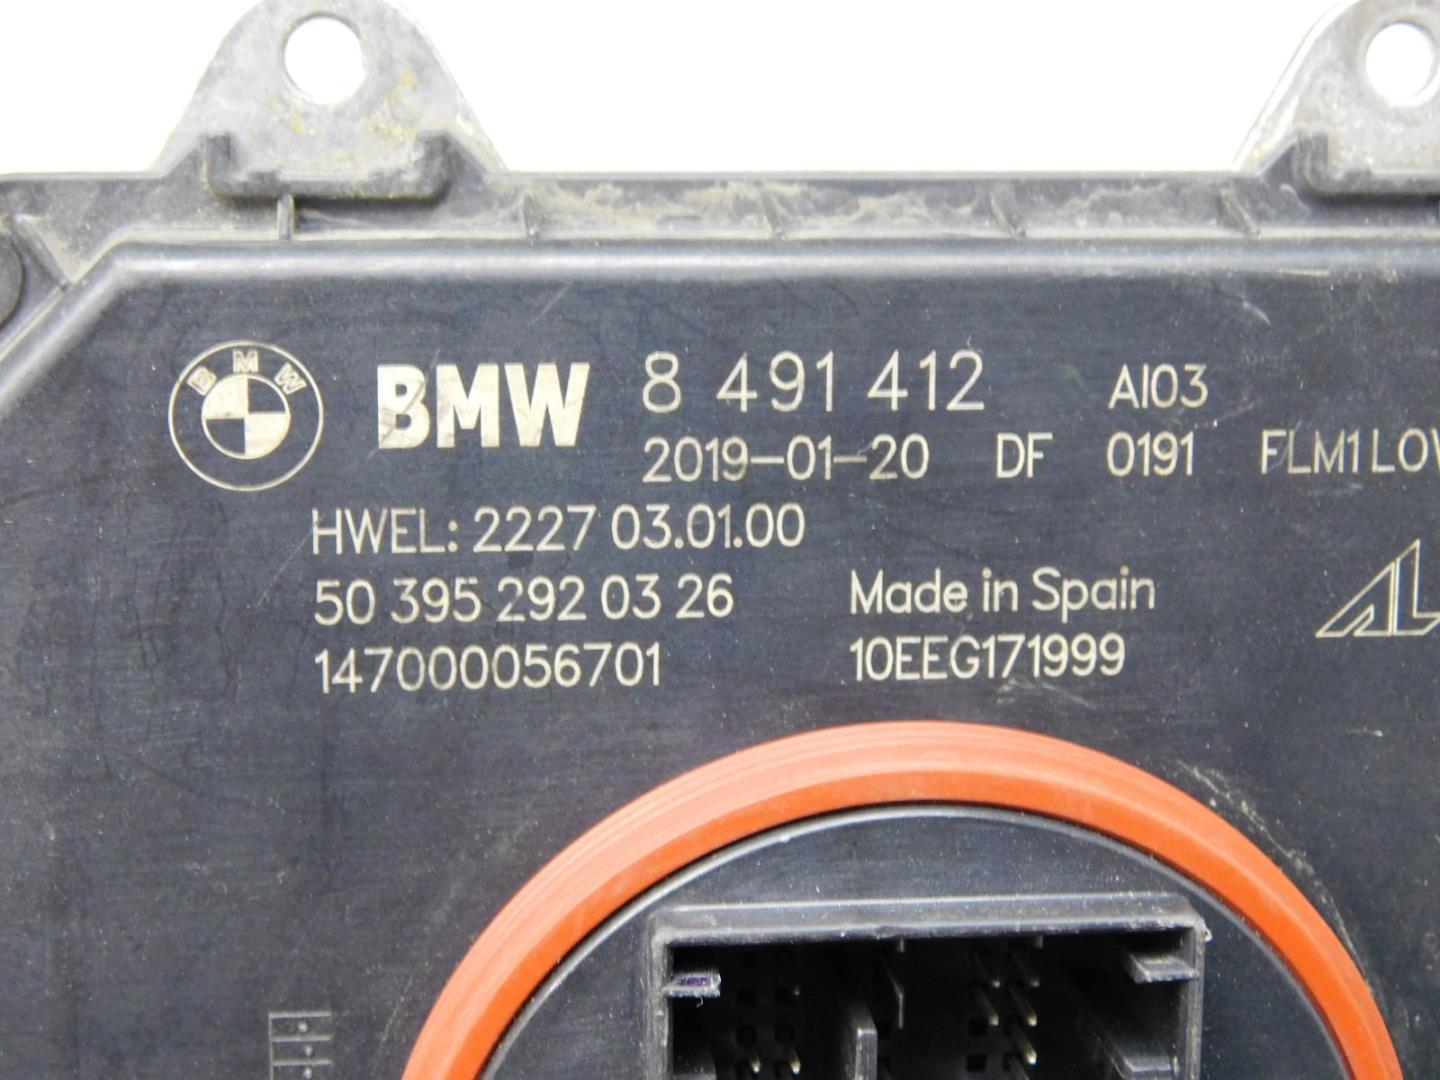 BMW BMW 8 491 412 AI03
2019-01-20 DF 0191 FLM1 LOW
HWEL: 2227 03.01.00
50 395 292 03 26 Made in Spain AL
147000056701 10EEG171999